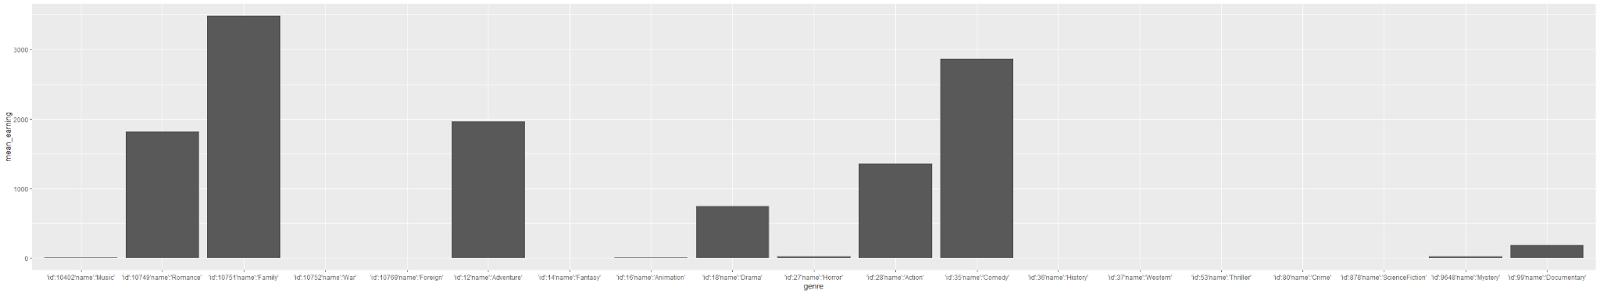 mean_earning
3000
2000
1000
0
'id':10402'name':'Music' 'id':10749'name':'Romance' 'id':10751'name':'Family' 'id':10752'name':'War' 'id':10769'name':'Foreign' 'id':12'name':'Adventure' 'id':14'name':'Fantasy' 'id':16'name':'Animation' 'id':18'name':'Drama' 'id':27'name':'Horror' 'id':28'name':'Action' 'id':35'name':'Comedy' 'id':36'name':'History' 'id':37'name':'Western' 'id':53'name':'Thriller' 'id':80'name':'Crime' 'id':878'name':'ScienceFiction' 'id':9648'name':'Mystery' 'id':99'name':'Documentary'
genre